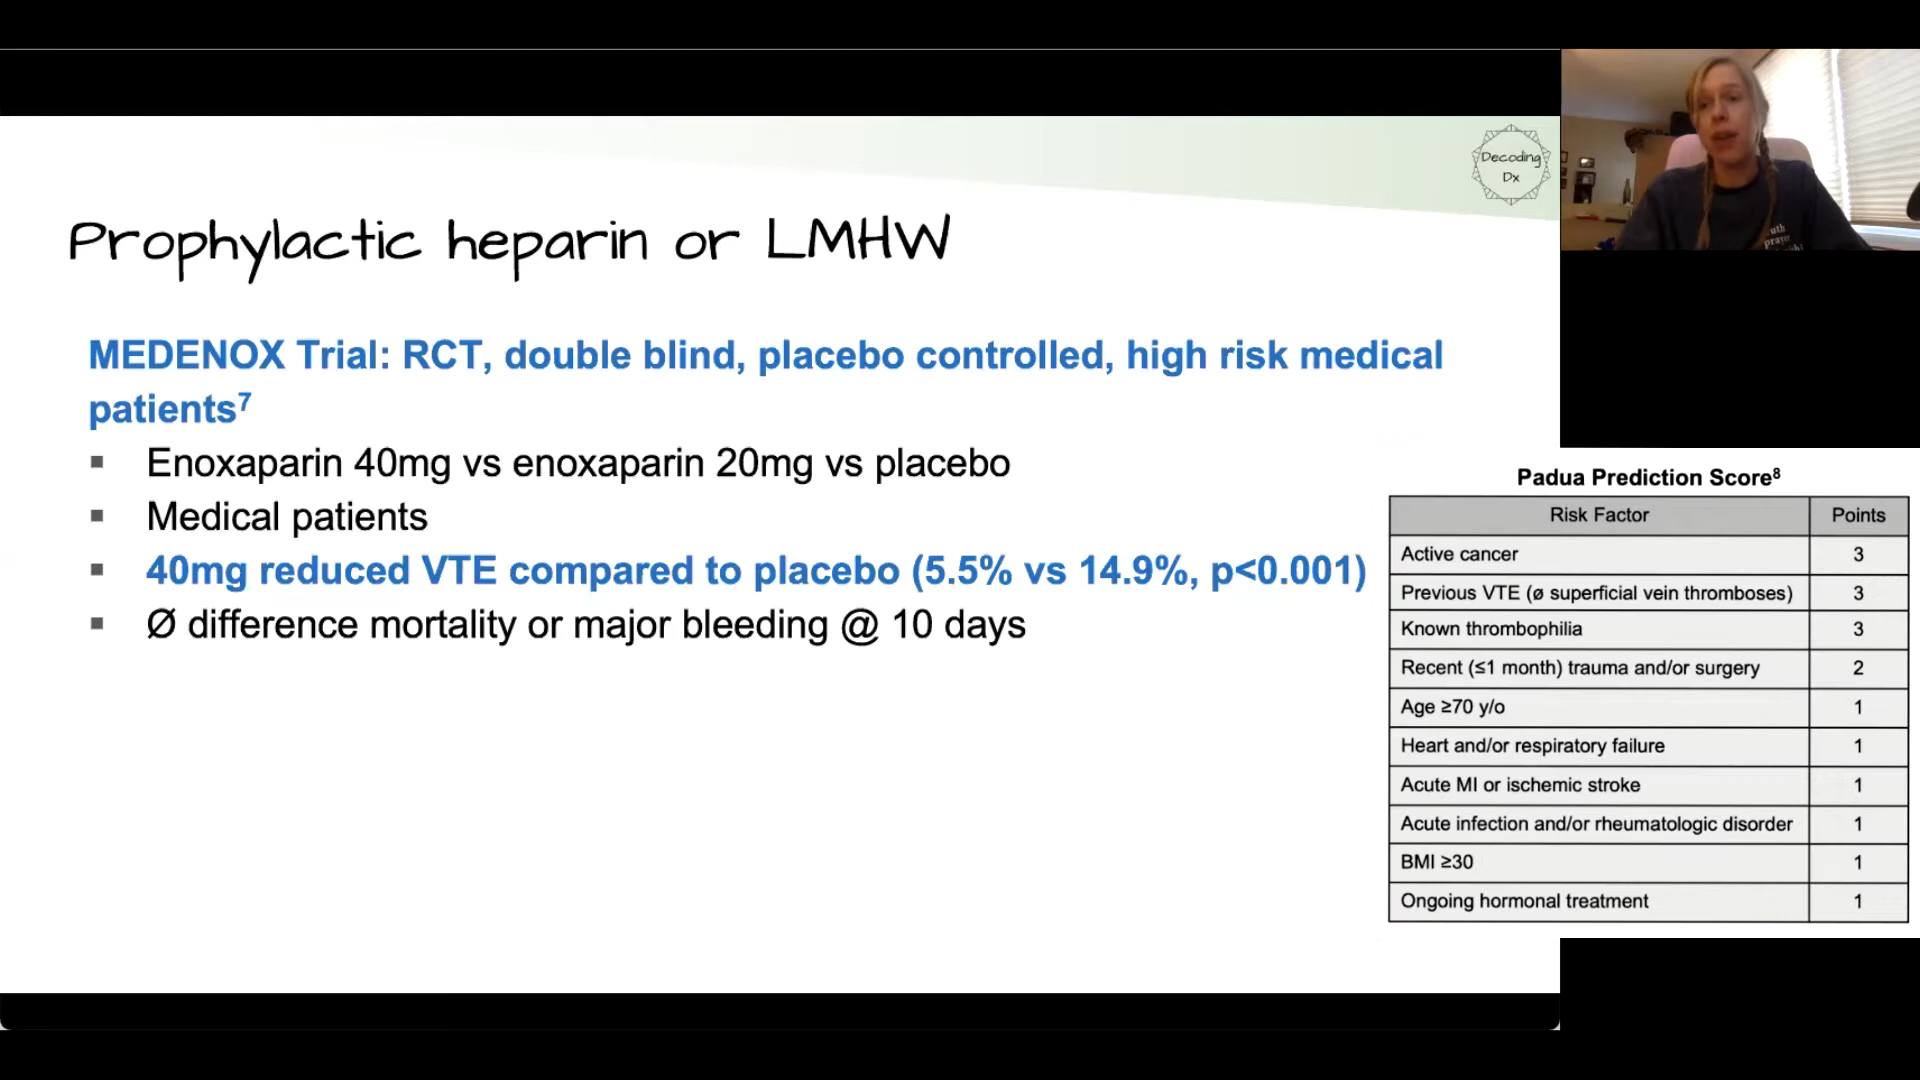 Decoding
Dx
Prophylactic heparin or LMHW
MEDENOX Trial: RCT, double blind, placebo controlled, high risk medical
patients⁷
▪ Enoxaparin 40mg vs enoxaparin 20mg vs placebo
▪ Medical patients
▪ 40mg reduced VTE compared to placebo (5.5% vs 14.9%, p<0.001)
▪ Ø difference mortality or major bleeding @ 10 days
Padua Prediction Score⁸
Risk Factor Points
Active cancer 3
Previous VTE (ø superficial vein thromboses) 3
Known thrombophilia 3
Recent (≤1 month) trauma and/or surgery 2
Age ≥70 y/o 1
Heart and/or respiratory failure 1
Acute MI or ischemic stroke 1
Acute infection and/or rheumatologic disorder 1
BMI ≥30 1
Ongoing hormonal treatment 1
prayer